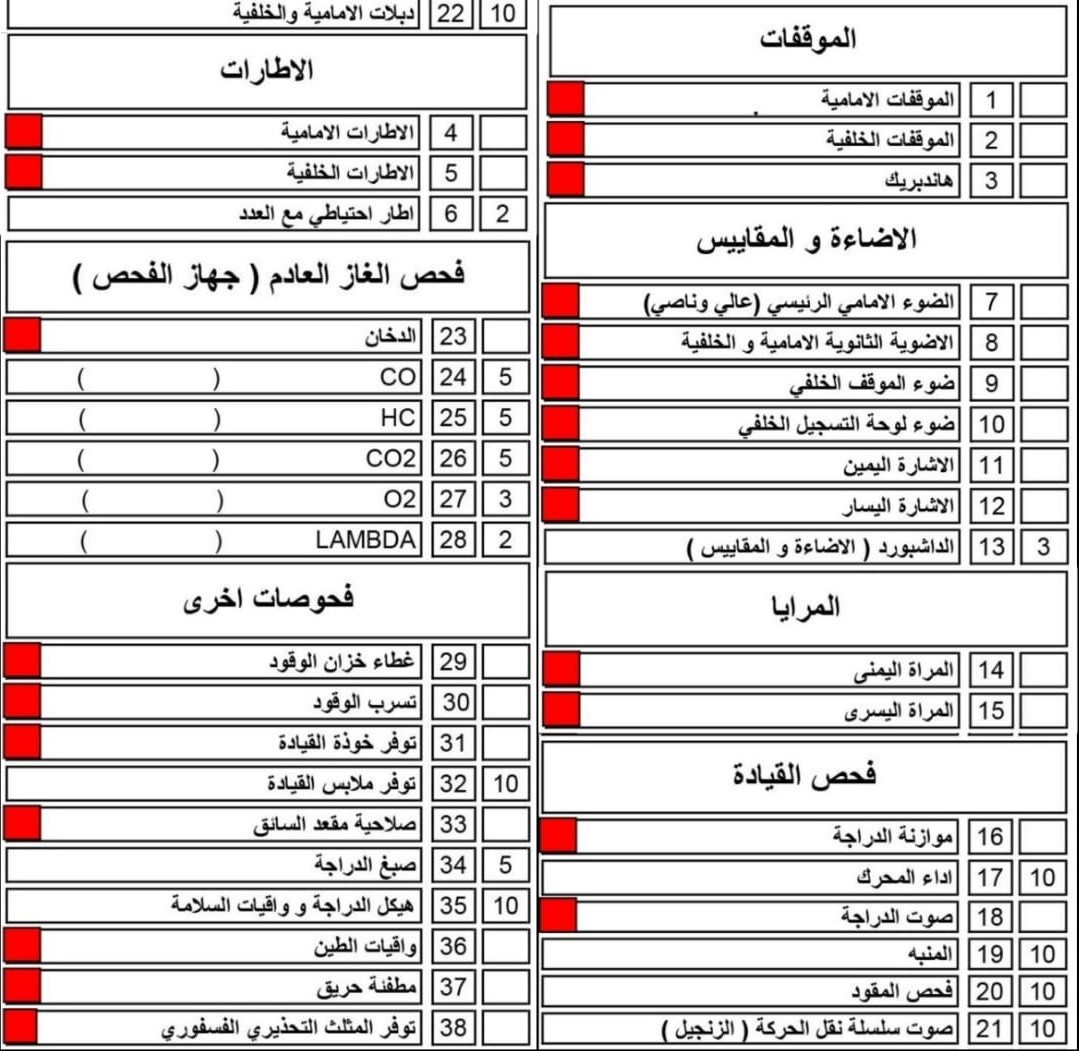 الموقفات
1 الموقفات الامامية
2 الموقفات الخلفية
3 هاندبريك
الاضاءة و المقاييس
7 الضوء الامامي الرئيسي (عالي وناصي)
8 الاضوية الثانوية الامامية و الخلفية
9 ضوء الموقف الخلفي
10 ضوء لوحة التسجيل الخلفي
11 الاشارة اليمين
12 الاشارة اليسار
3 13 الداشبورد ( الاضاءة و المقاييس )
المرايا
14 المراة اليمنى
15 المراة اليسرى
فحص القيادة
16 موازنة الدراجة
10 17 اداء المحرك
18 صوت الدراجة
10 19 المنبه
10 20 فحص المقود
10 21 صوت سلسلة نقل الحركة ( الزنجيل )
10 22 دبلات الامامية والخلفية
الاطارات
4 الاطارات الامامية
5 الاطارات الخلفية
2 6 اطار احتياطي مع العدد
فحص الغاز العادم ( جهاز الفحص )
23 الدخان
5 24 CO ( )
5 25 HC ( )
5 26 CO2 ( )
3 27 O2 ( )
2 28 LAMBDA ( )
فحوصات اخرى
29 غطاء خزان الوقود
30 تسرب الوقود
31 توفر خوذة القيادة
10 32 توفر ملابس القيادة
33 صلاحية مقعد السائق
5 34 صبغ الدراجة
10 35 هيكل الدراجة و واقيات السلامة
36 واقيات الطين
37 مطفئة حريق
38 توفر المثلث التحذيري الفسفوري